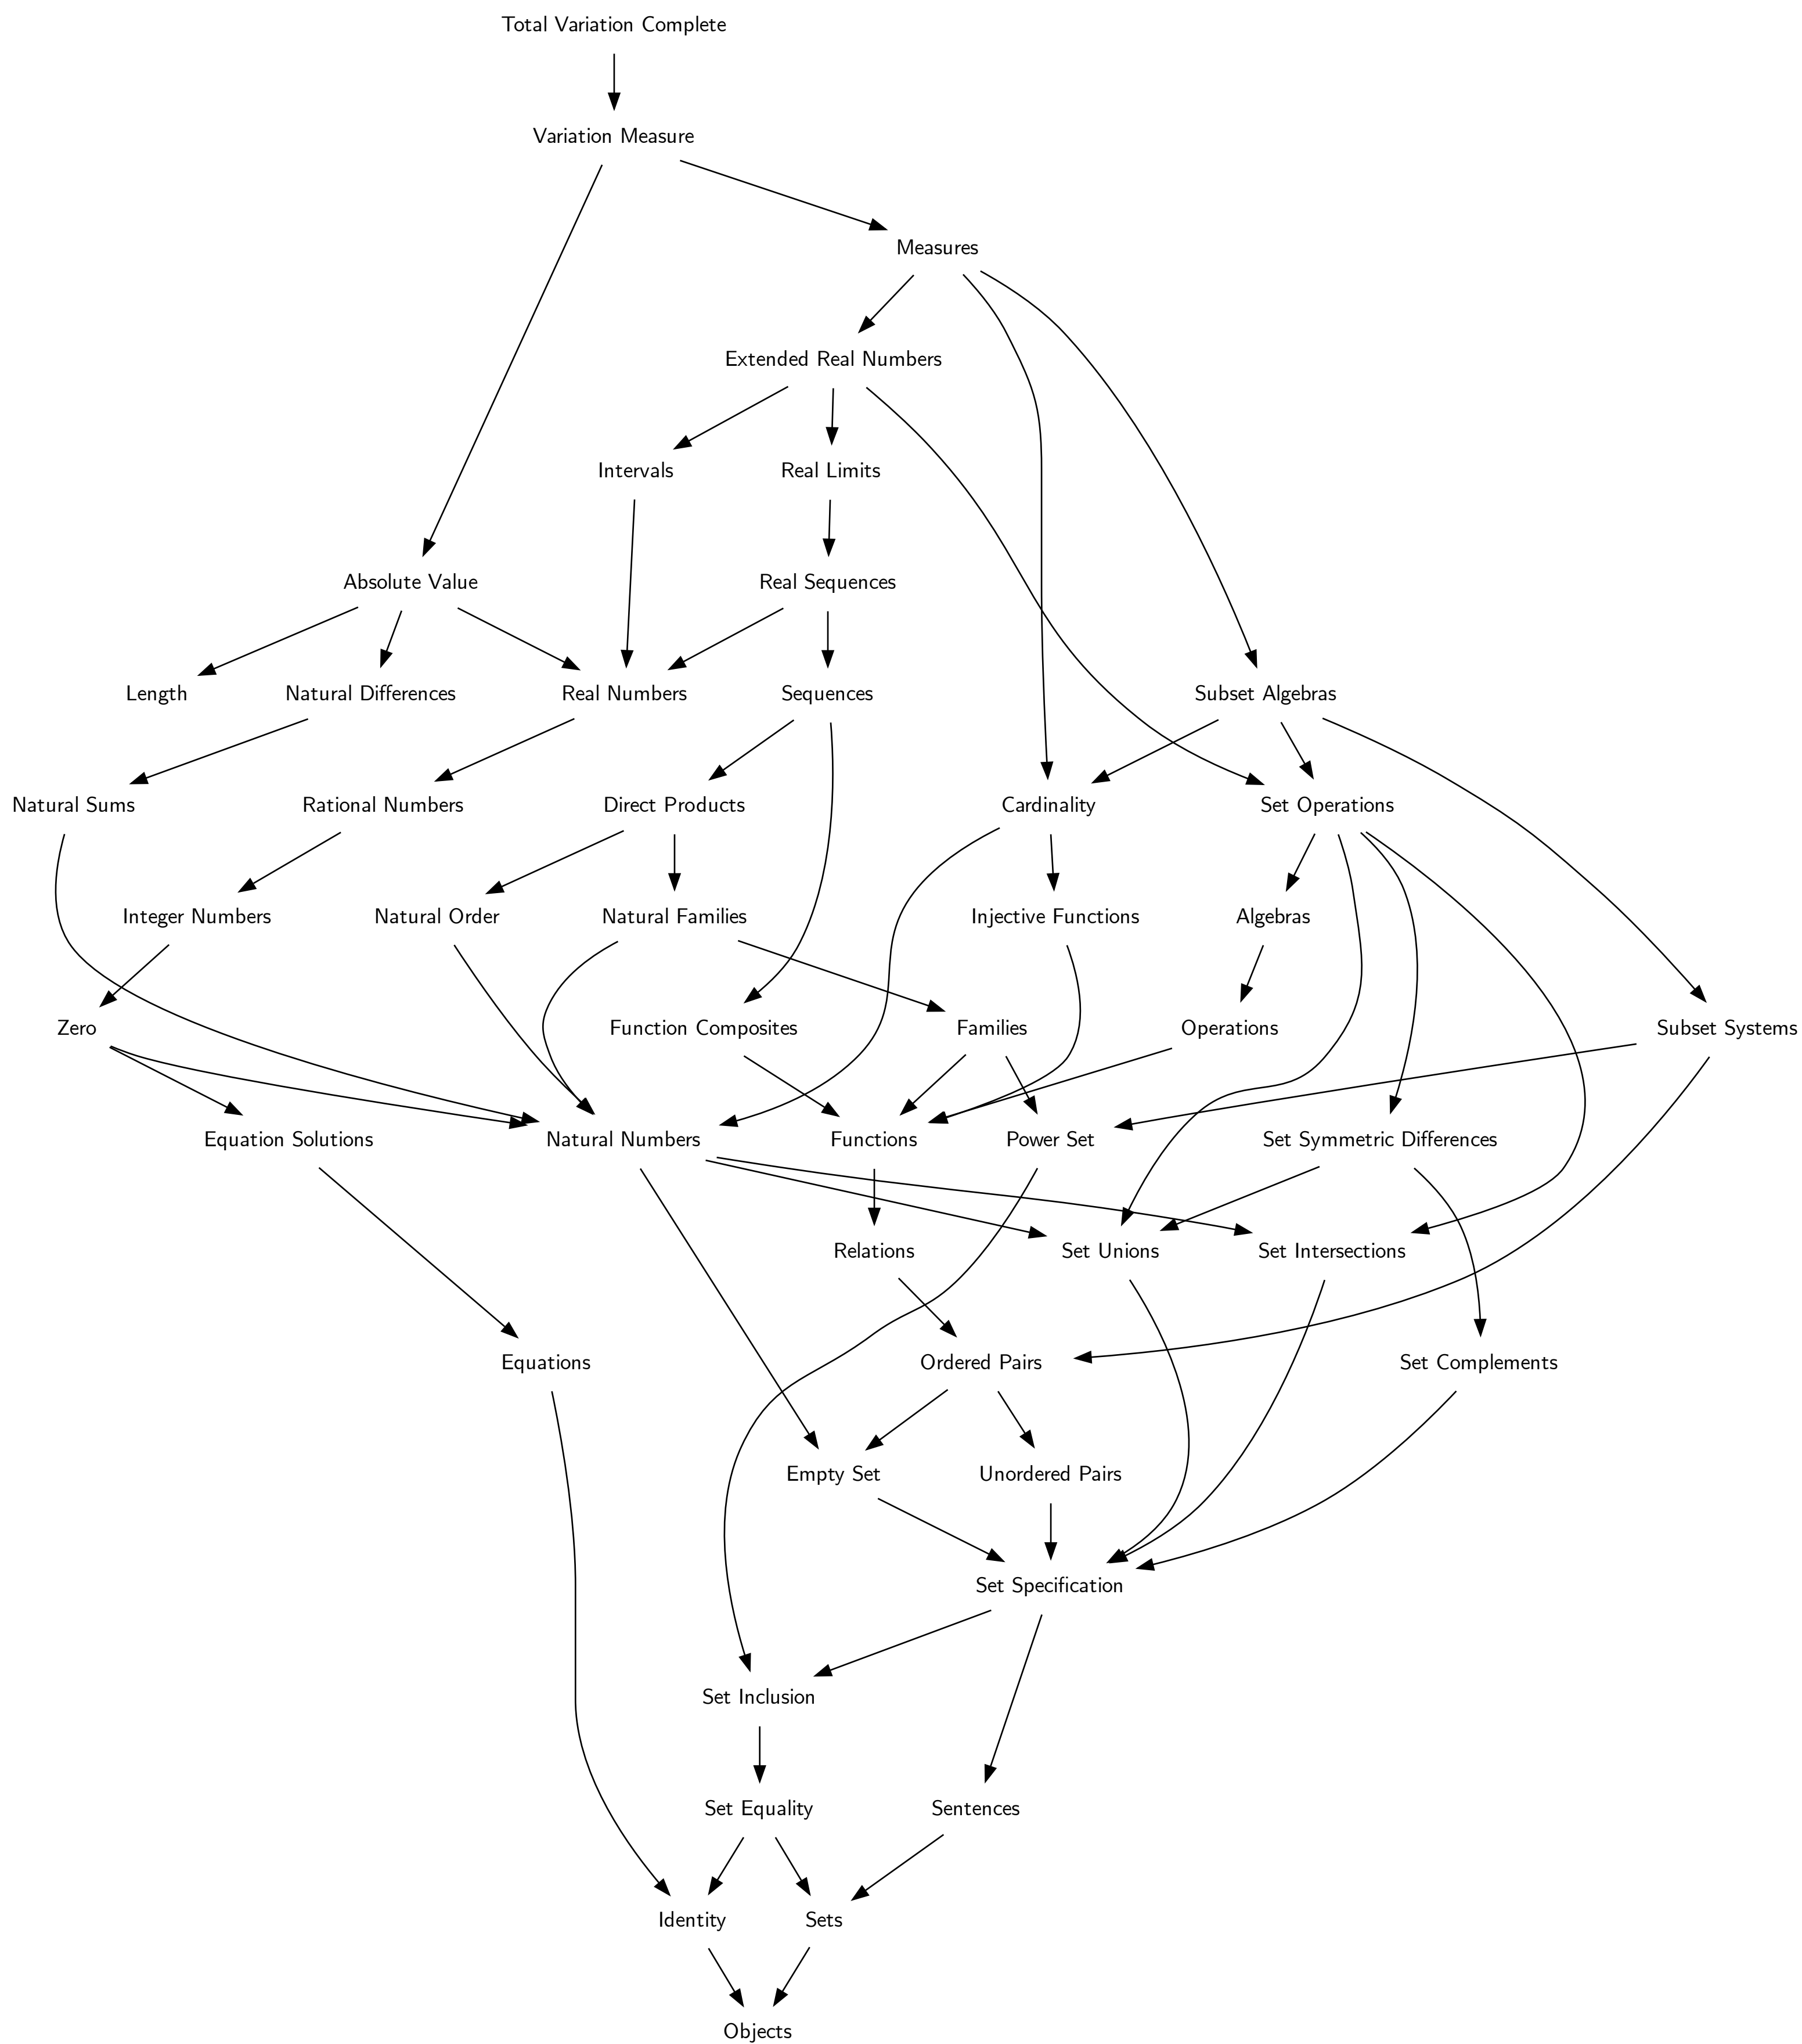 Total Variation Complete
Variation Measure
Measures
Extended Real Numbers
Intervals
Real Limits
Absolute Value
Real Sequences
Length
Natural Differences
Real Numbers
Sequences
Subset Algebras
Natural Sums
Rational Numbers
Direct Products
Cardinality
Set Operations
Integer Numbers
Natural Order
Natural Families
Injective Functions
Algebras
Zero
Function Composites
Families
Operations
Subset Systems
Equation Solutions
Natural Numbers
Functions
Power Set
Set Symmetric Differences
Relations
Set Unions
Set Intersections
Equations
Ordered Pairs
Set Complements
Empty Set
Unordered Pairs
Set Specification
Set Inclusion
Set Equality
Sentences
Identity
Sets
Objects